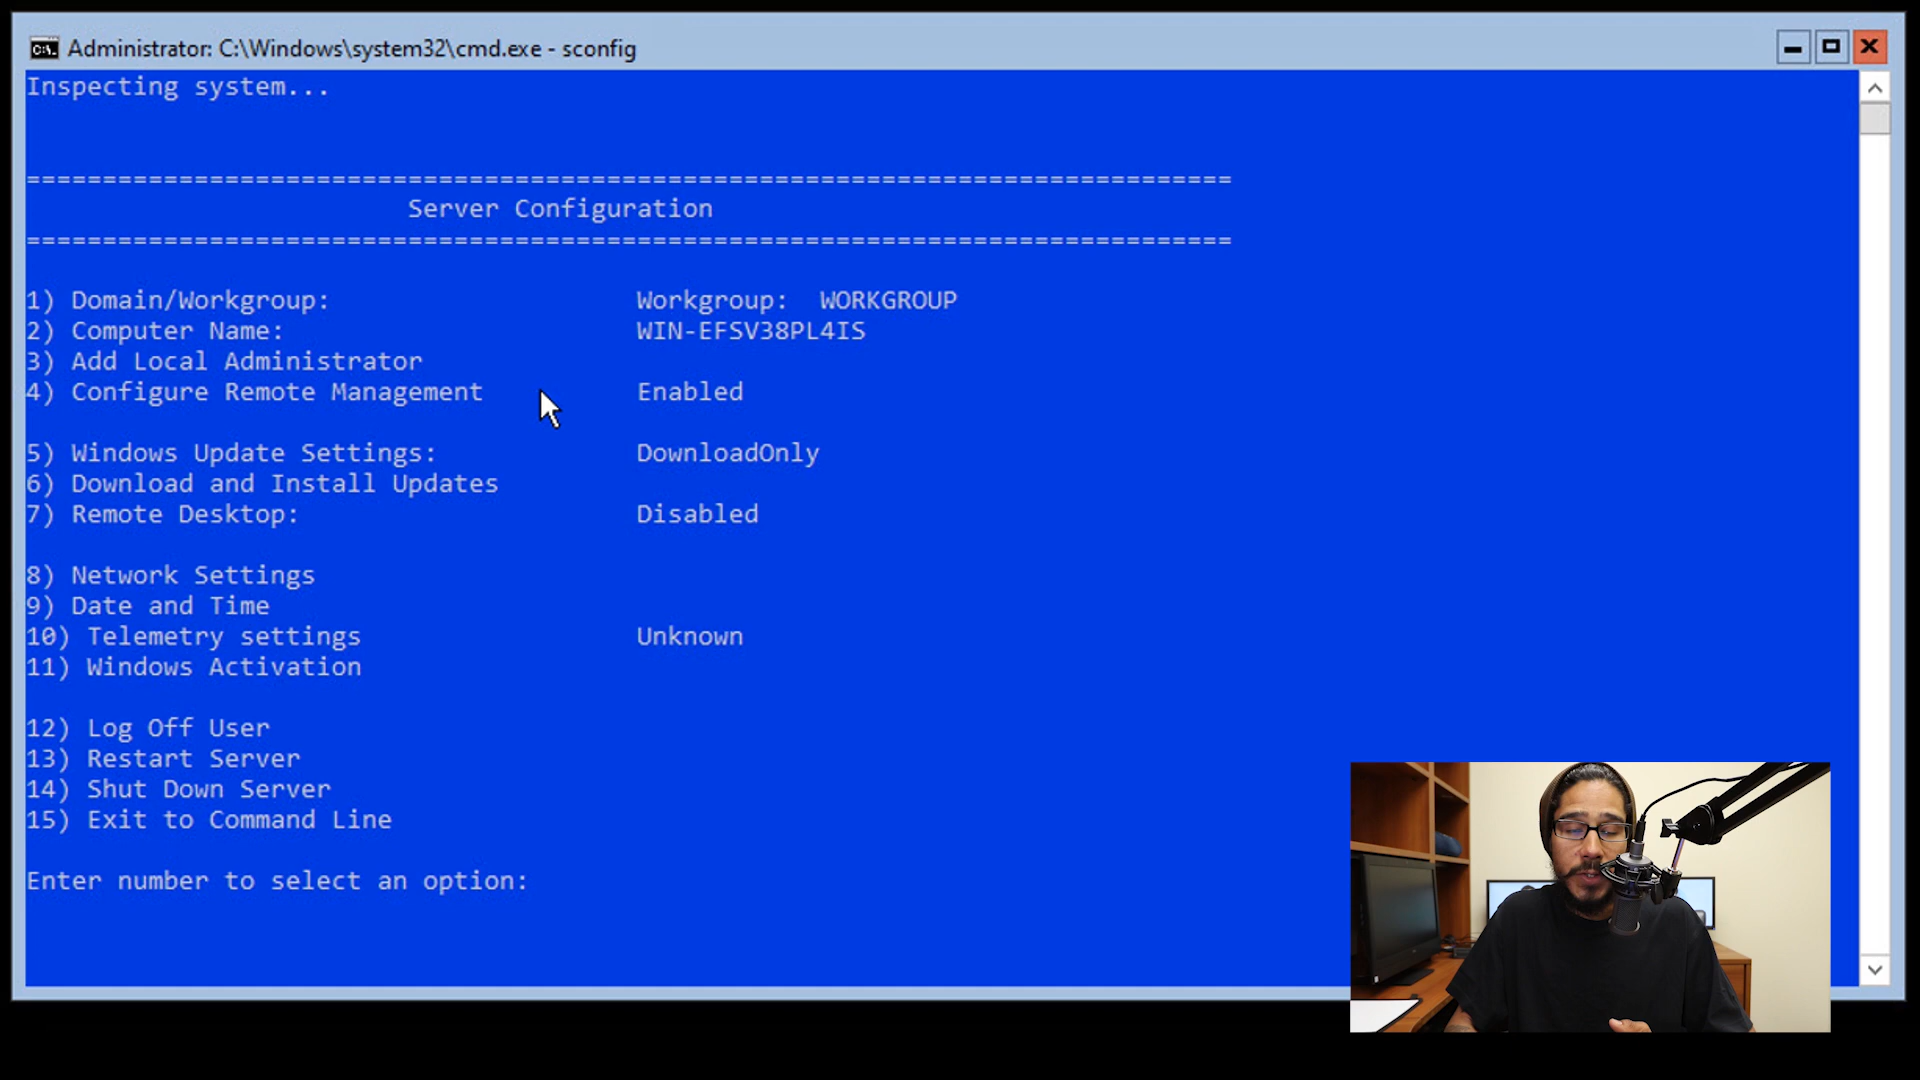 Administrator: C:\Windows\system32\cmd.exe - sconfig
Inspecting system...
===============================================================================
Server Configuration
===============================================================================
1) Domain/Workgroup: Workgroup: WORKGROUP
2) Computer Name: WIN-EFSV38PL4IS
3) Add Local Administrator
4) Configure Remote Management Enabled
5) Windows Update Settings: DownloadOnly
6) Download and Install Updates
7) Remote Desktop: Disabled
8) Network Settings
9) Date and Time
10) Telemetry settings Unknown
11) Windows Activation
12) Log Off User
13) Restart Server
14) Shut Down Server
15) Exit to Command Line
Enter number to select an option: